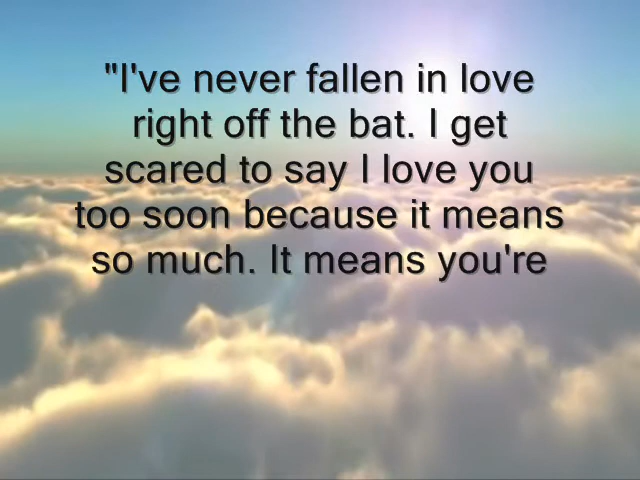 "I've never fallen in love
right off the bat. I get
scared to say I love you
too soon because it means
so much. It means you're